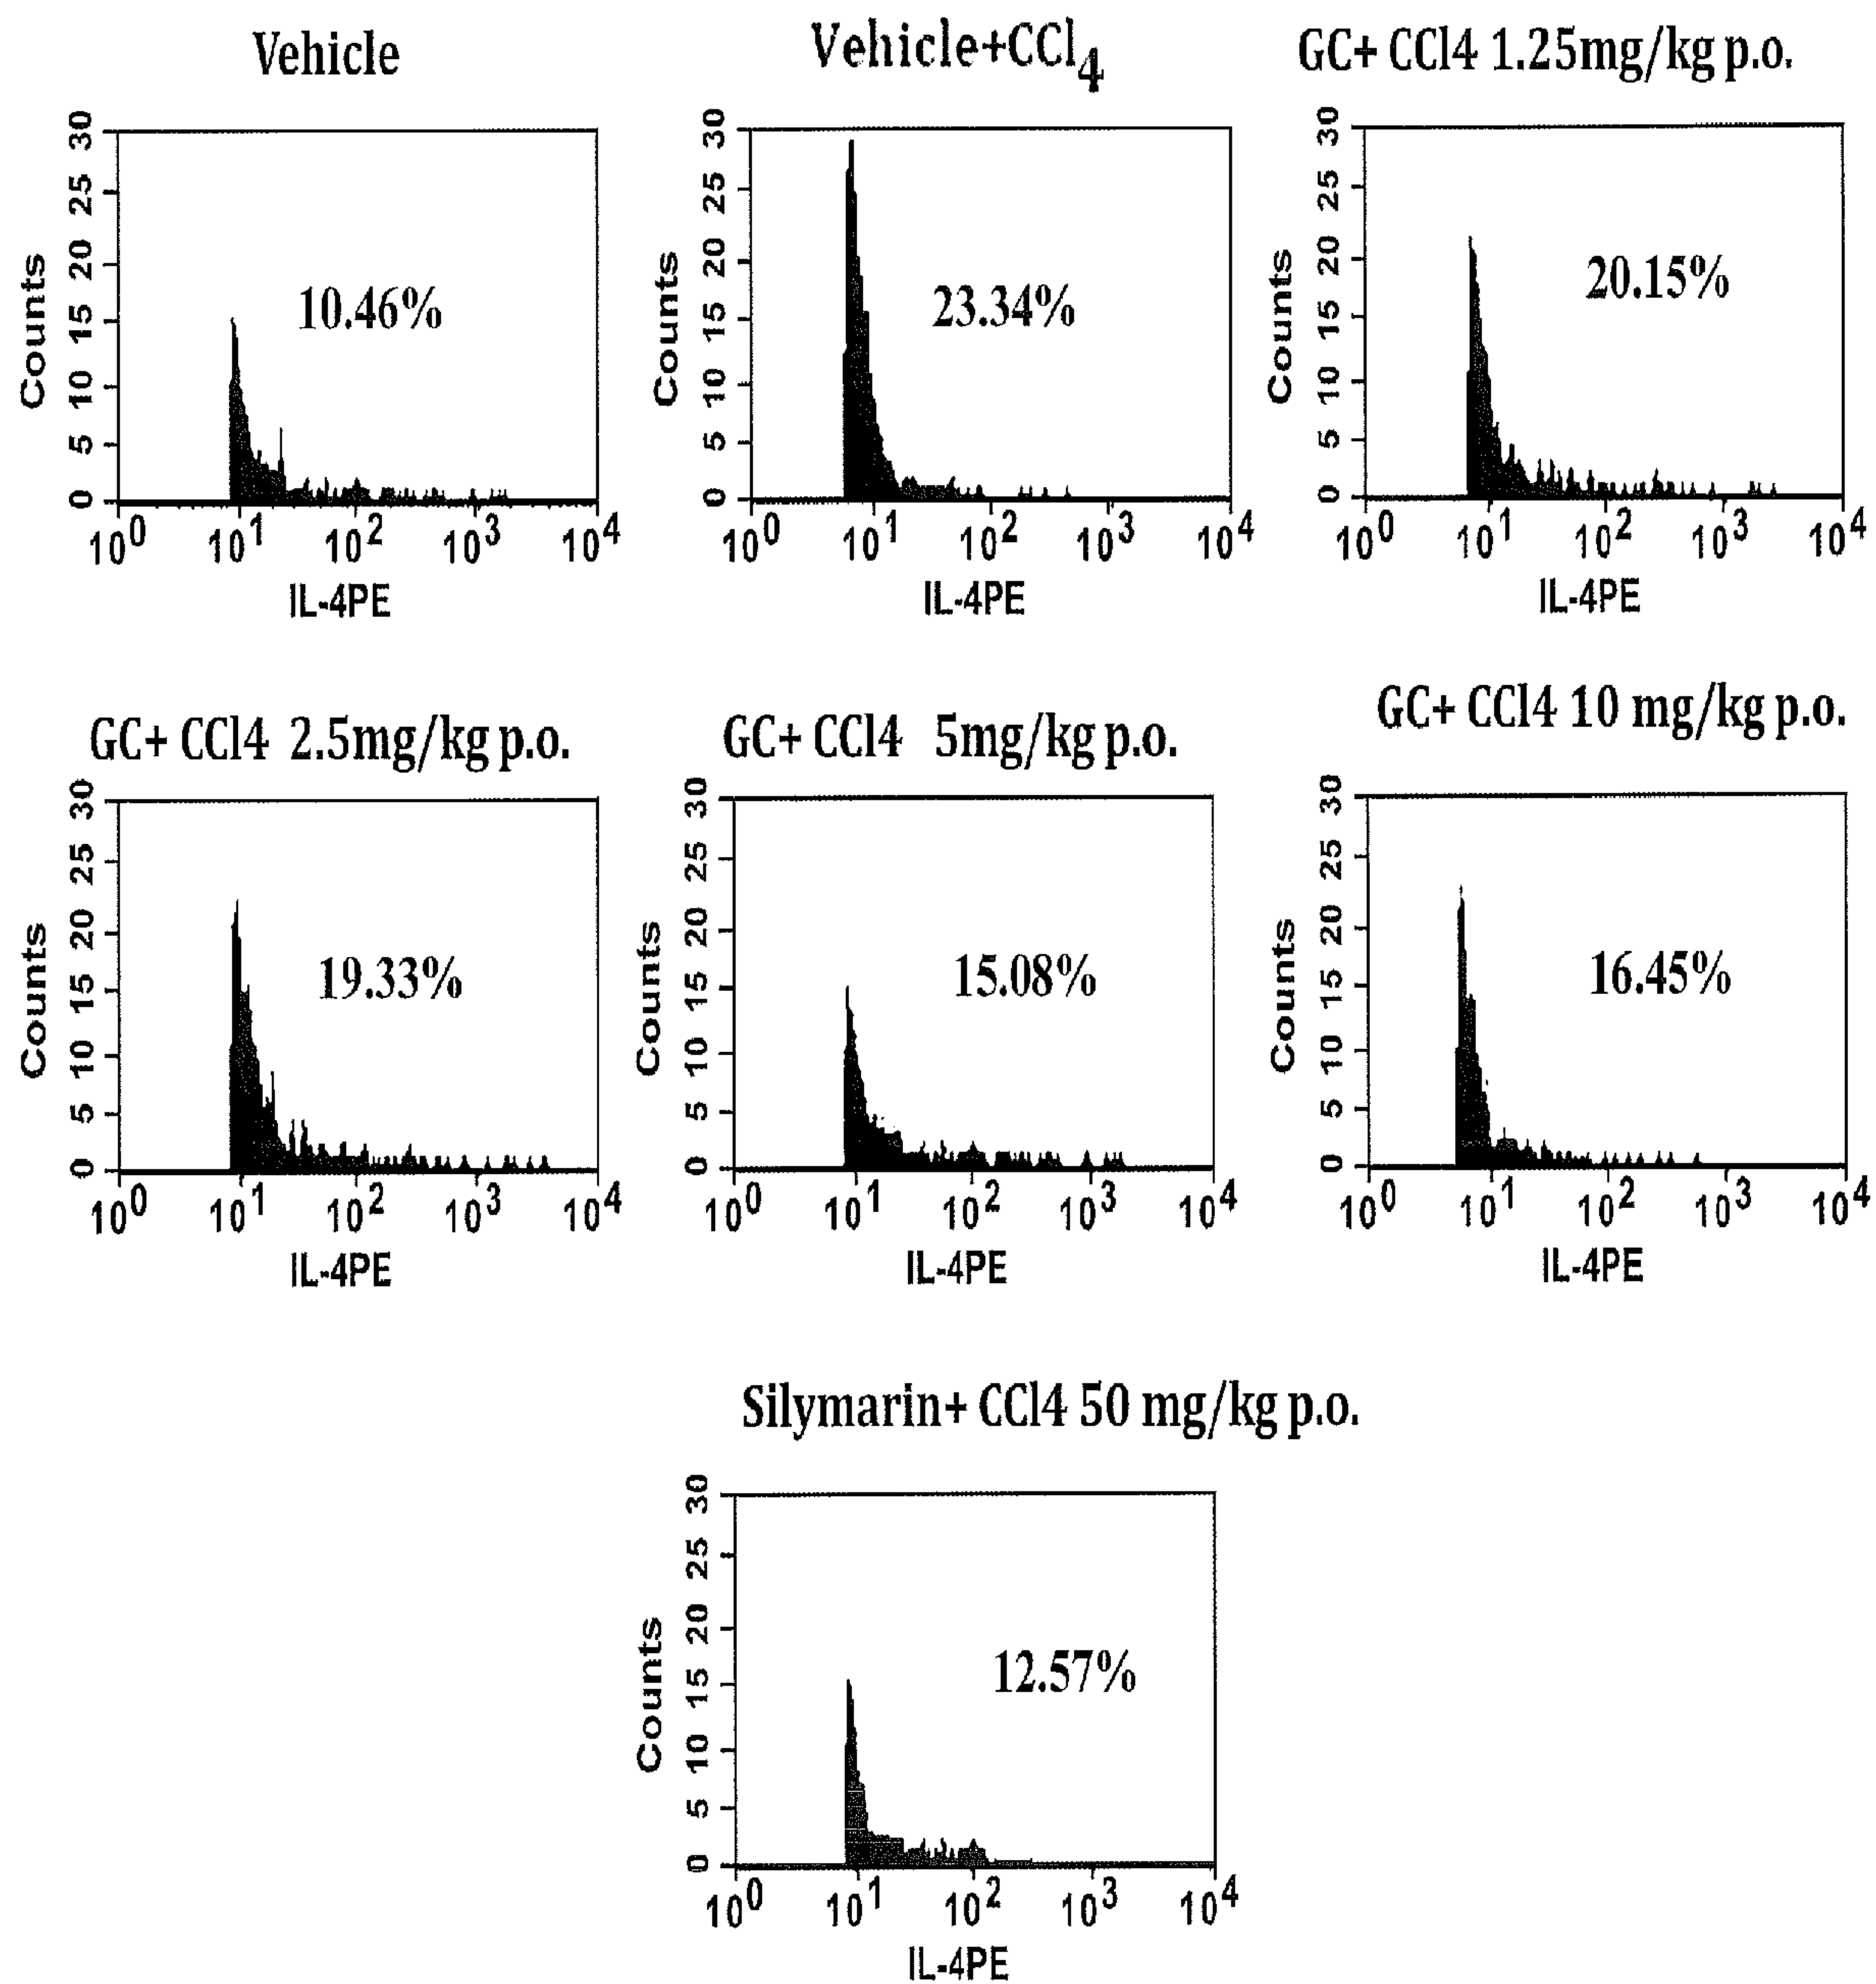 Vehicle
Vehicle+CCl4
GC+ CCl4 1.25mg/kg p.o.
Counts
30
25
20
15
10
5
0
10.46%
10^0 10^1 10^2 10^3 10^4
IL-4PE
Counts
30
25
20
15
10
5
0
23.34%
10^0 10^1 10^2 10^3 10^4
IL-4PE
Counts
30
25
20
15
10
5
0
20.15%
10^0 10^1 10^2 10^3 10^4
IL-4PE
GC+ CCl4 2.5mg/kg p.o.
GC+ CCl4 5mg/kg p.o.
GC+ CCl4 10 mg/kg p.o.
Counts
30
25
20
15
10
5
0
19.33%
10^0 10^1 10^2 10^3 10^4
IL-4PE
Counts
30
25
20
15
10
5
0
15.08%
10^0 10^1 10^2 10^3 10^4
IL-4PE
Counts
30
25
20
15
10
5
0
16.45%
10^0 10^1 10^2 10^3 10^4
IL-4PE
Silymarin+ CCl4 50 mg/kg p.o.
Counts
30
25
20
15
10
5
0
12.57%
10^0 10^1 10^2 10^3 10^4
IL-4PE